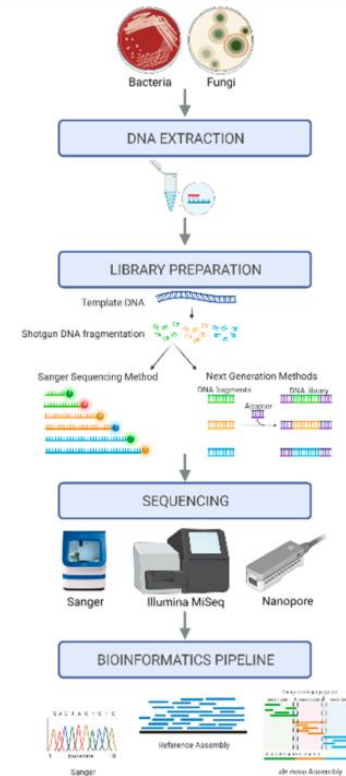 Bacteria Fungi
DNA EXTRACTION
LIBRARY PREPARATION
Template DNA
Shotgun DNA fragmentation
Sanger Sequencing Method Next Generation Methods
DNA fragments DNA library
Adapter
SEQUENCING
Sanger Illumina MiSeq Nanopore
BIOINFORMATICS PIPELINE
Reference Assembly
Sanger de novo Assembly